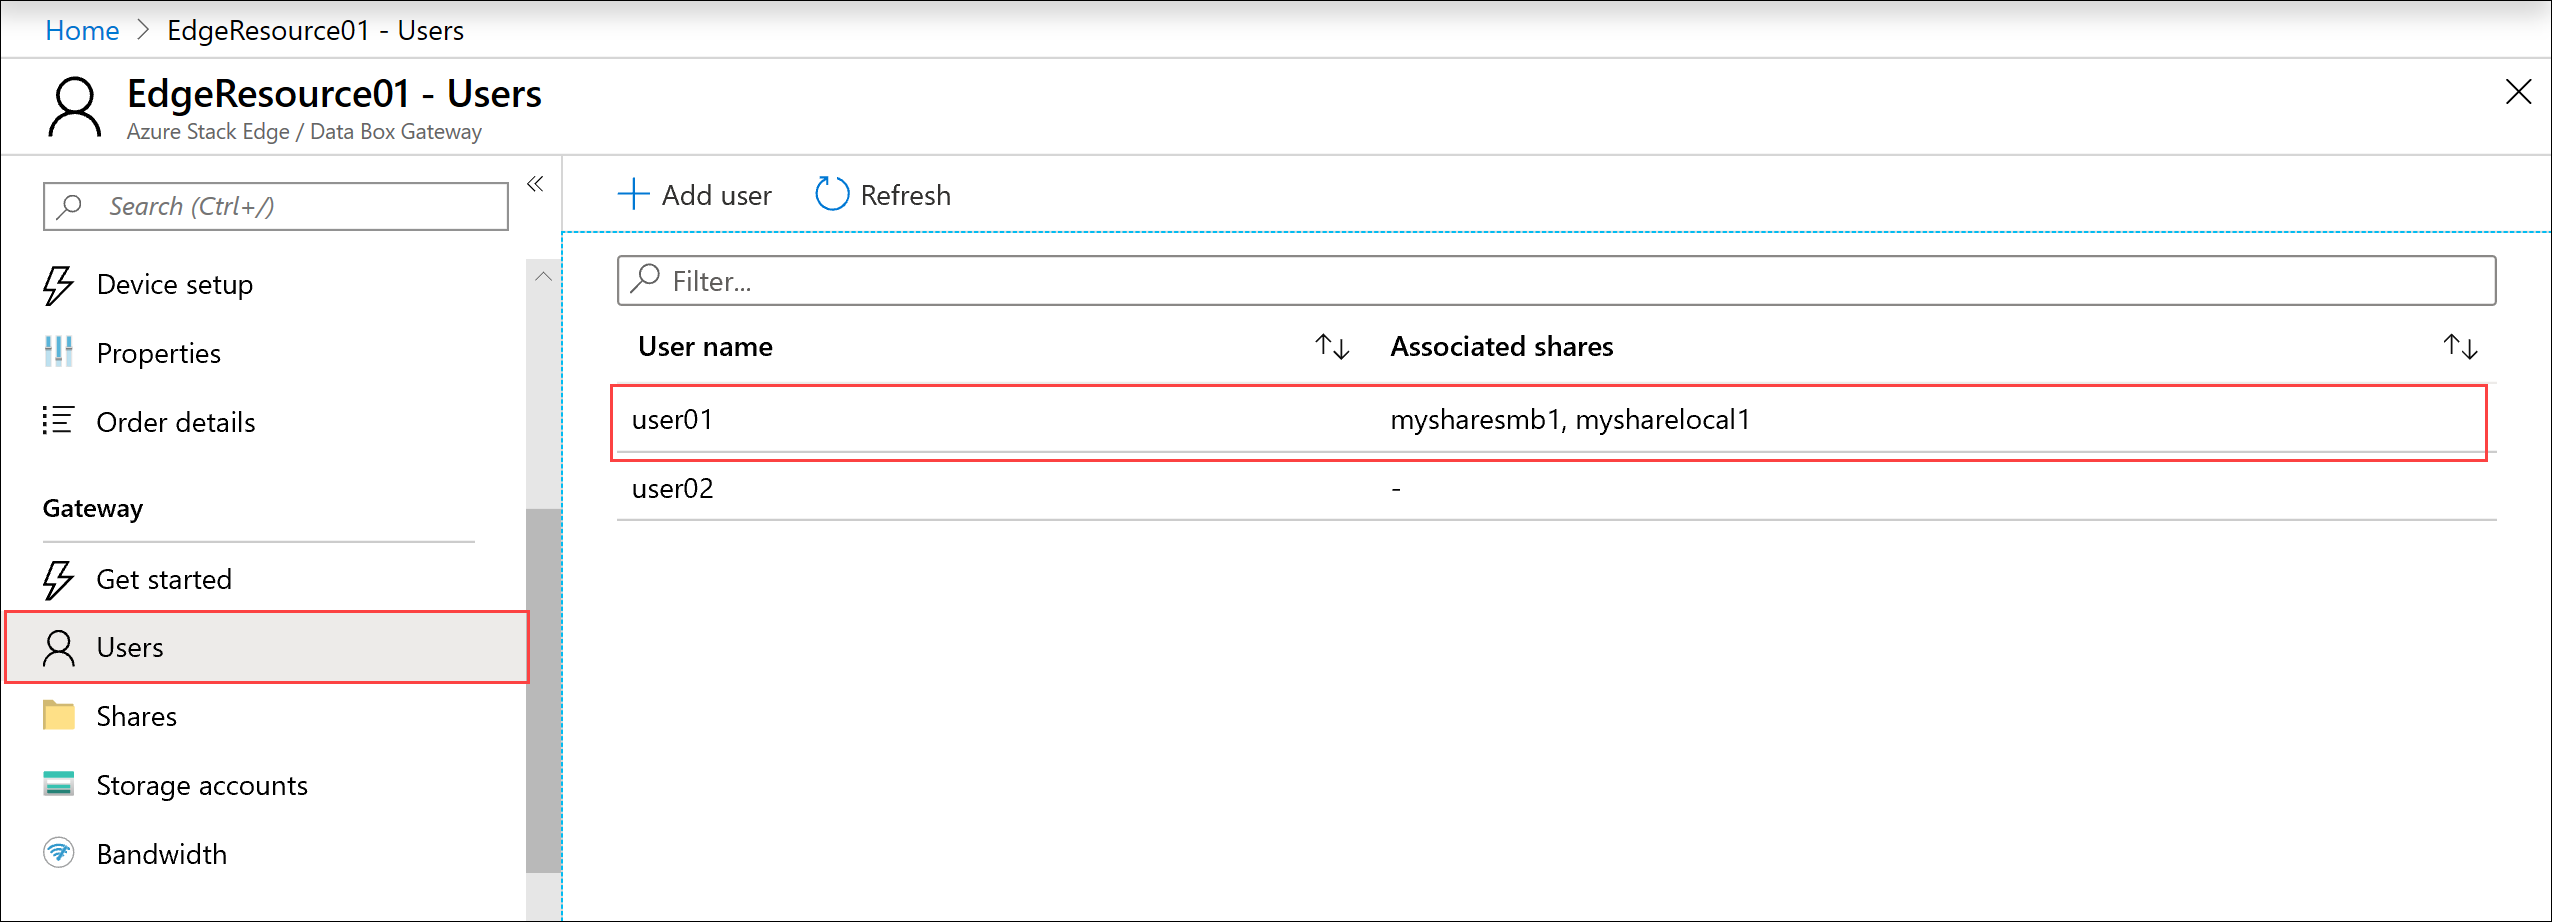 Home > EdgeResource01 - Users
EdgeResource01 - Users
Azure Stack Edge / Data Box Gateway
Search (Ctrl+/)
Device setup
Properties
Order details
Gateway
Get started
Users
Shares
Storage accounts
Bandwidth
Add user Refresh
Filter...
User name Associated shares
user01 mysharesmb1, mysharelocal1
user02 -